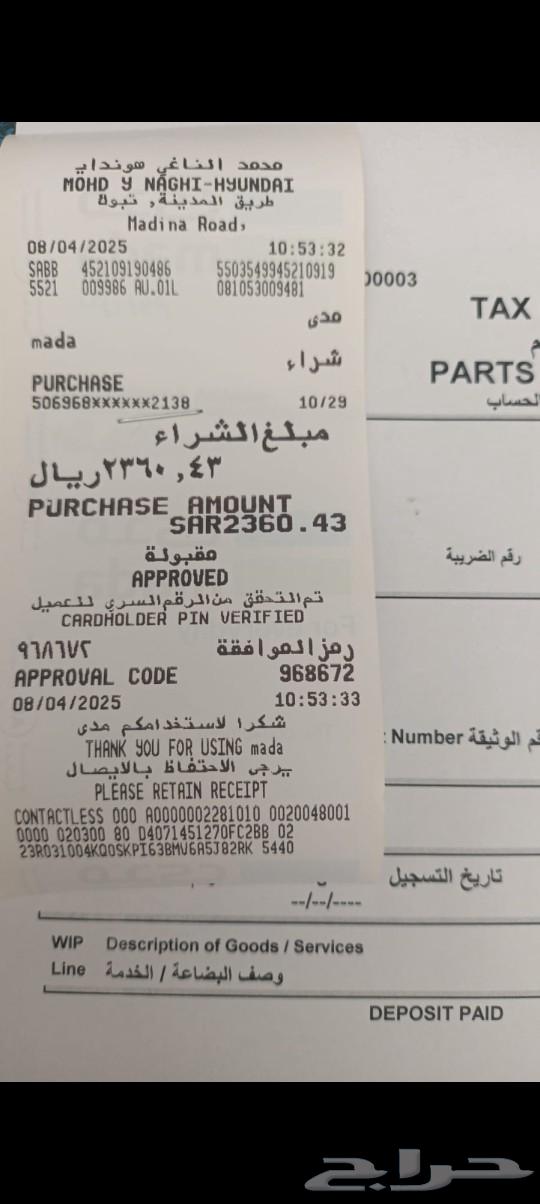 محمد الناغي هونداي
MOHD Y NAGHI-HYUNDAI
طريق المدينة, تبوك
Madina Road,
08/04/2025 10:53:32
SABB 452109190486 5503549945210919
5521 009986 AU.01L 081053009481
مدى
mada
شراء
PURCHASE
506968xxxxxx2138 10/29
مبلغ الشراء
٢٣٦٠,٤٣ ريال
PURCHASE AMOUNT
SAR2360.43
مقبولة
APPROVED
تم التحقق من الرقم السري للعميل
CARDHOLDER PIN VERIFIED
رمز الموافقة ٩٦٨٦٧٢
APPROVAL CODE 968672
08/04/2025 10:53:33
شكرا لاستخدامكم مدى
THANK YOU FOR USING mada
يرجى الاحتفاظ بالايصال
PLEASE RETAIN RECEIPT
CONTACTLESS 000 A0000002281010 0020048001
0000 020300 80 D4071451270FC2BB 02
23R031004KQOSKPI63BMV6A5J82RK 5440
00003
TAX
م
PARTS
الحساب
رقم الضريبة
: Number رقم الوثيقة
تاريخ التسجيل
--/--/----
WIP Description of Goods / Services
Line وصف البضاعة / الخدمة
DEPOSIT PAID
حراج